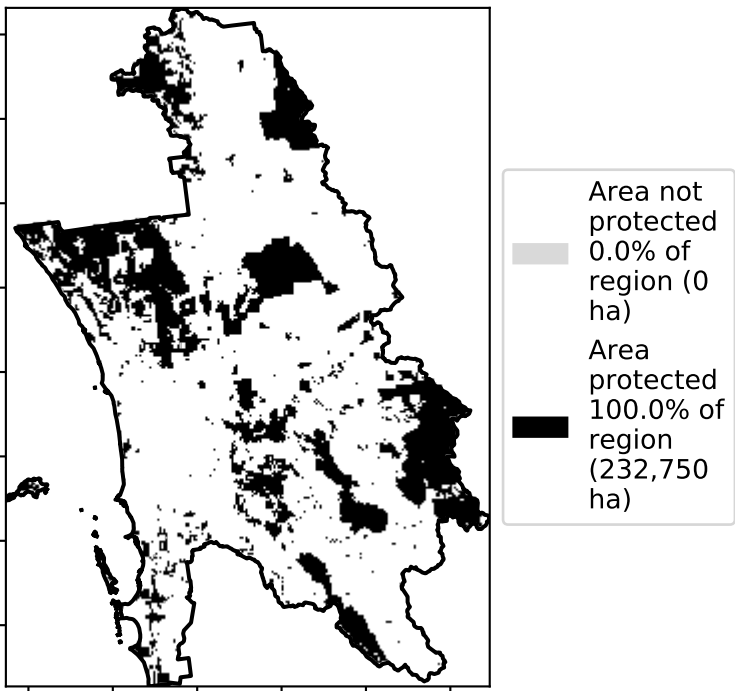 Area not
protected
0.0% of
region (0
ha)
Area
protected
100.0% of
region
(232,750
ha)